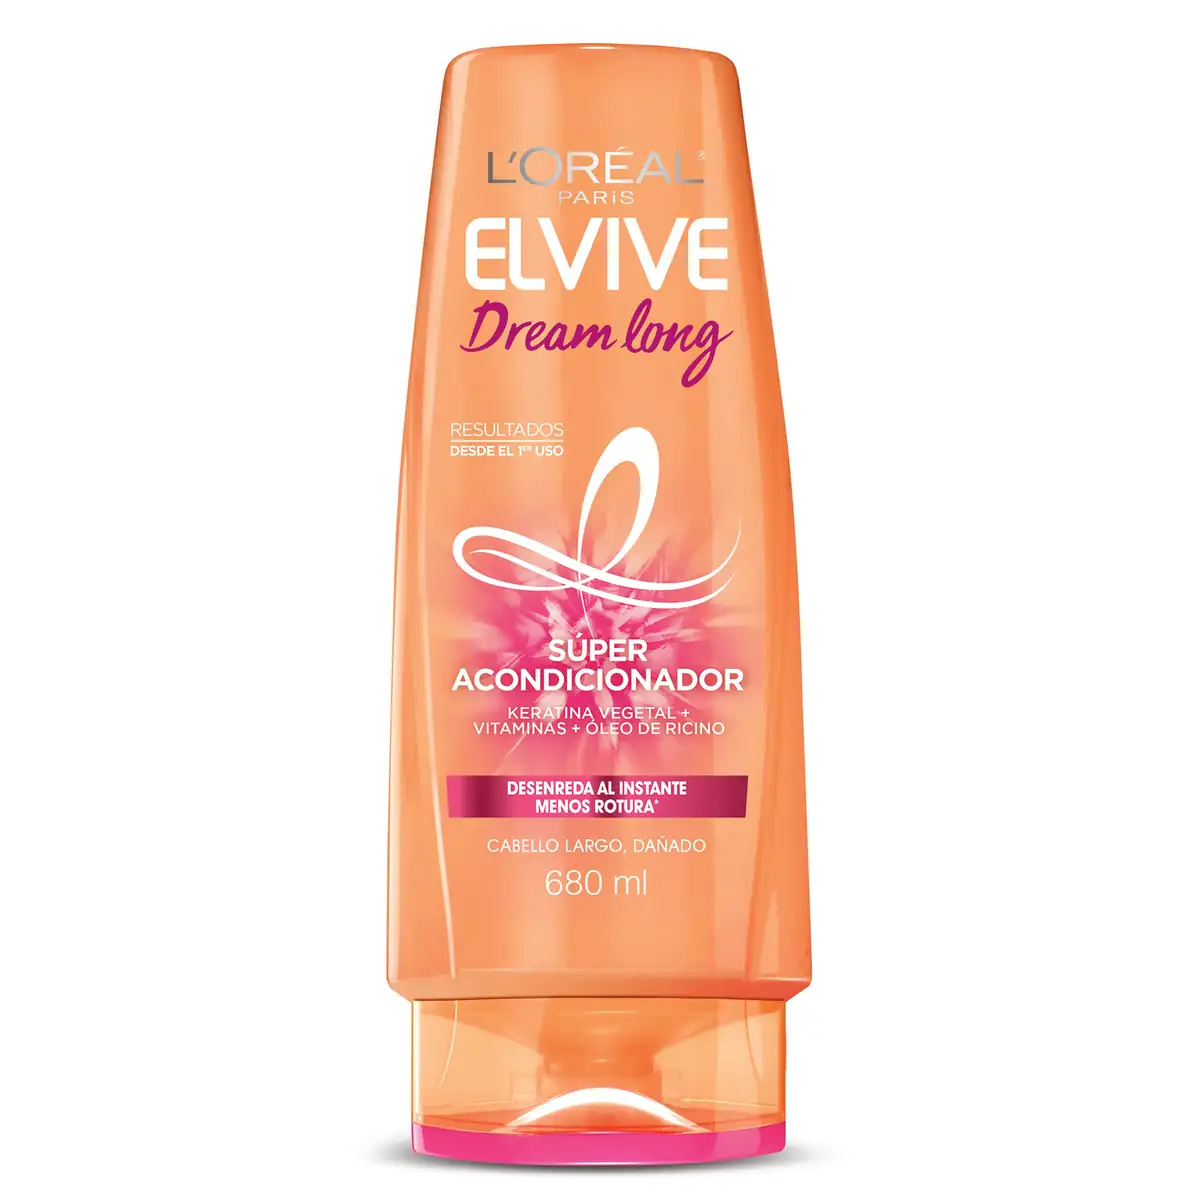 L'ORÉAL®
PARiS
ELVIVE
Dream long
RESULTADOS
DESDE EL 1ER USO
SÚPER
ACONDICIONADOR
KERATINA VEGETAL +
VITAMINAS + ÓLEO DE RICINO
DESENREDA AL INSTANTE
MENOS ROTURA*
CABELLO LARGO, DAÑADO
680 ml